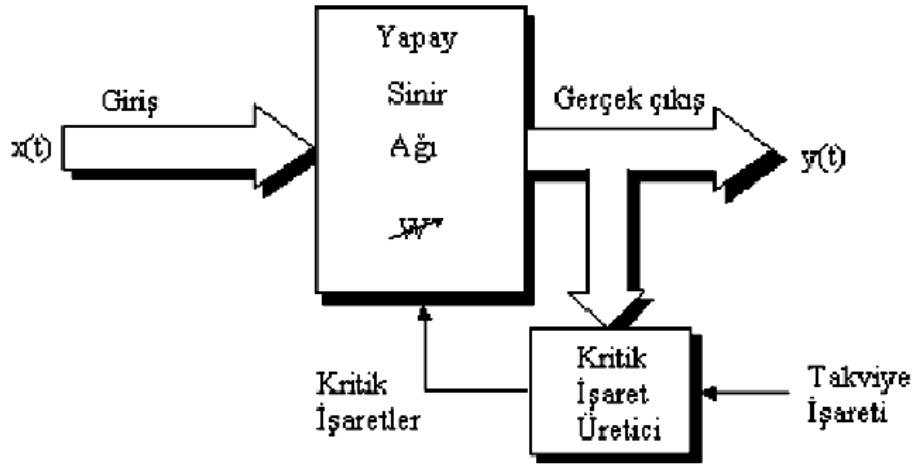 Yapay
Sinir
Ağı
W
Giriş
x(t)
Gerçek çıkış
y(t)
Kritik
İşaretler
Kritik
İşaret
Üretici
Takviye
İşareti